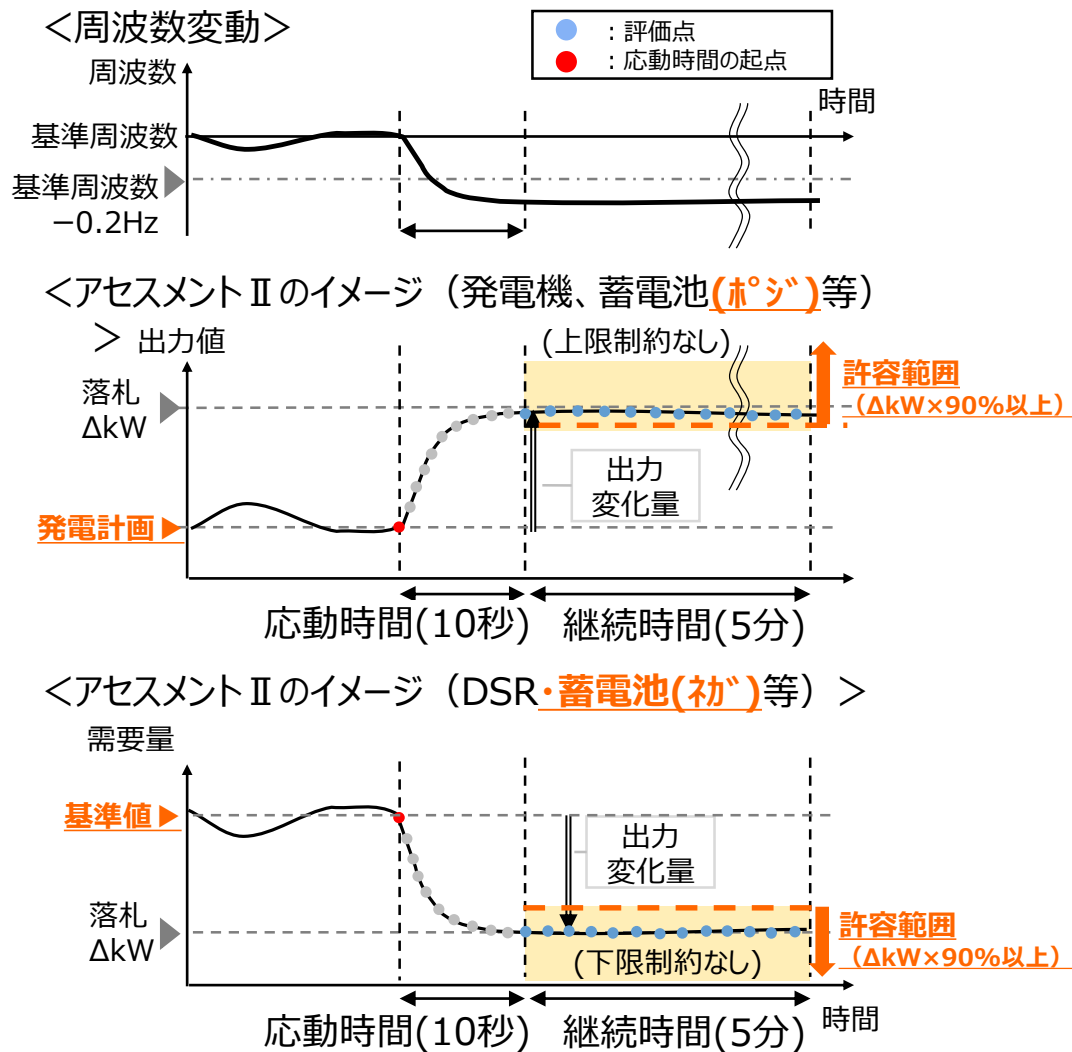 ＜周波数変動＞
：評価点
：応動時間の起点
周波数
時間
基準周波数
基準周波数
－0.2Hz
＜アセスメントⅡのイメージ（発電機、蓄電池(ﾎﾟｼﾞ)等）
＞
出力値
(上限制約なし)
落札
ΔkW
許容範囲
（ΔkW×90%以上）
出力
変化量
発電計画
応動時間(10秒)
継続時間(5分)
＜アセスメントⅡのイメージ（DSR・蓄電池(ﾈｶﾞ)等）＞
需要量
基準値
出力
変化量
落札
ΔkW
許容範囲
（ΔkW×90%以上）
(下限制約なし)
応動時間(10秒)
継続時間(5分)
時間